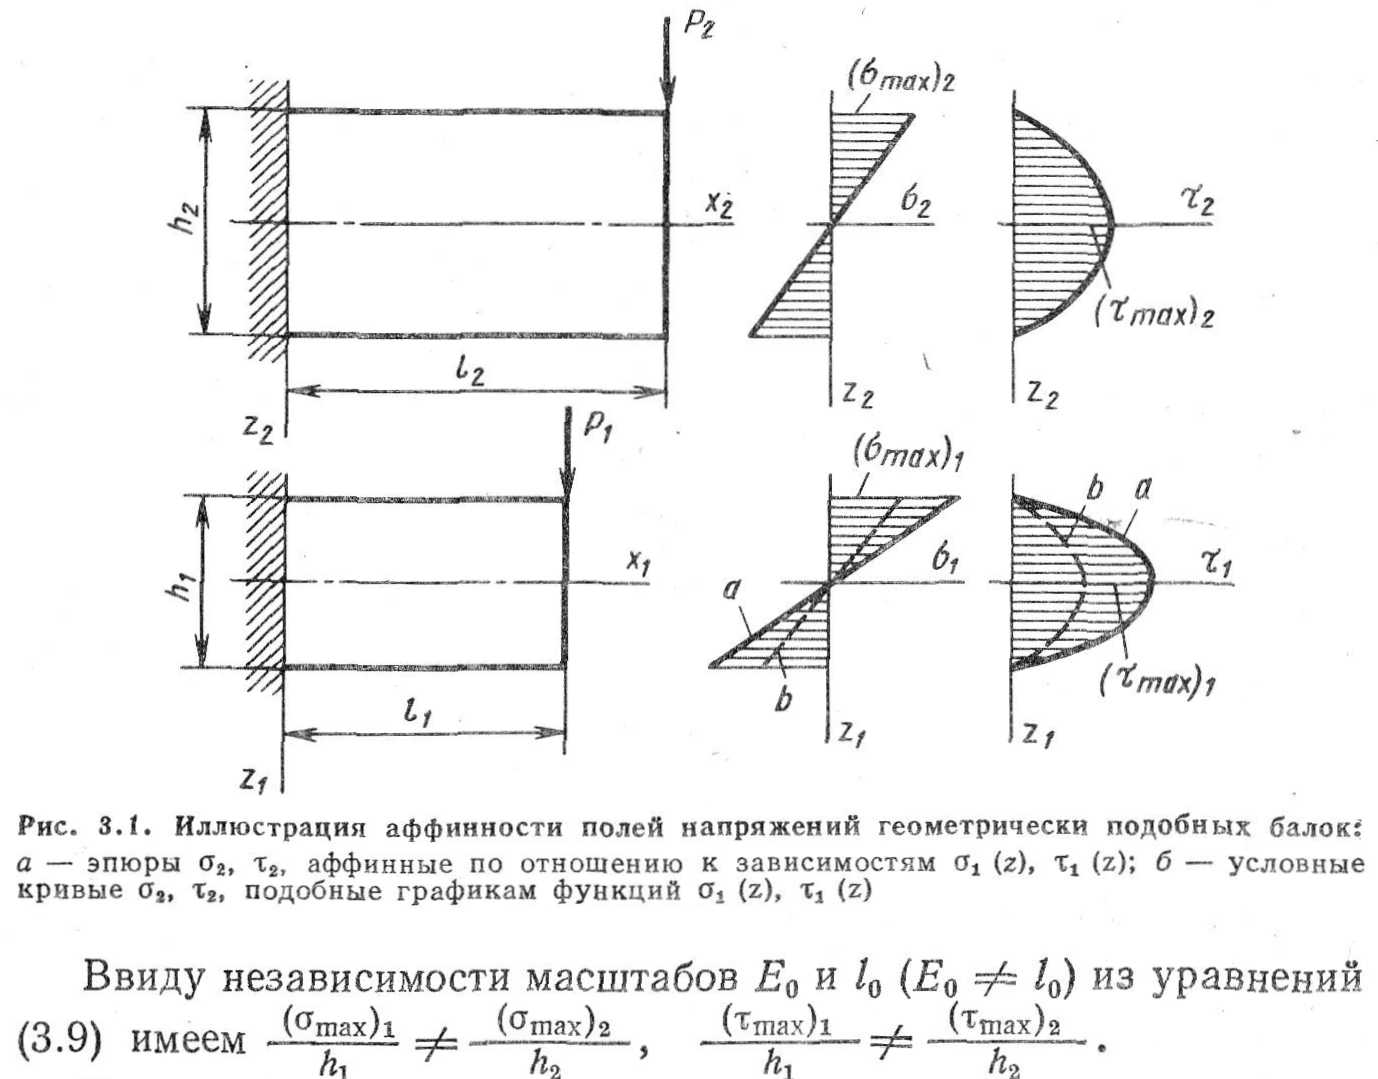 P₂
(σmax)₂
h₂
x₂
σ₂
τ₂
(τmax)₂
l₂
z₂
z₂
z₂
P₁
(σmax)₁
b
a
h₁
x₁
σ₁
τ₁
a
b
(τmax)₁
l₁
z₁
z₁
z₁
Рис. 3.1. Иллюстрация аффинности полей напряжений геометрически подобных балок:
а — эпюры σ₂, τ₂, аффинные по отношению к зависимостям σ₁ (z), τ₁ (z); б — условные
кривые σ₂, τ₂, подобные графикам функций σ₁ (z), τ₁ (z)
Ввиду независимости масштабов E₀ и l₀ (E₀ ≠ l₀) из уравнений
(3.9) имеем (σmax)₁/h₁ ≠ (σmax)₂/h₂, (τmax)₁/h₁ ≠ (τmax)₂/h₂.